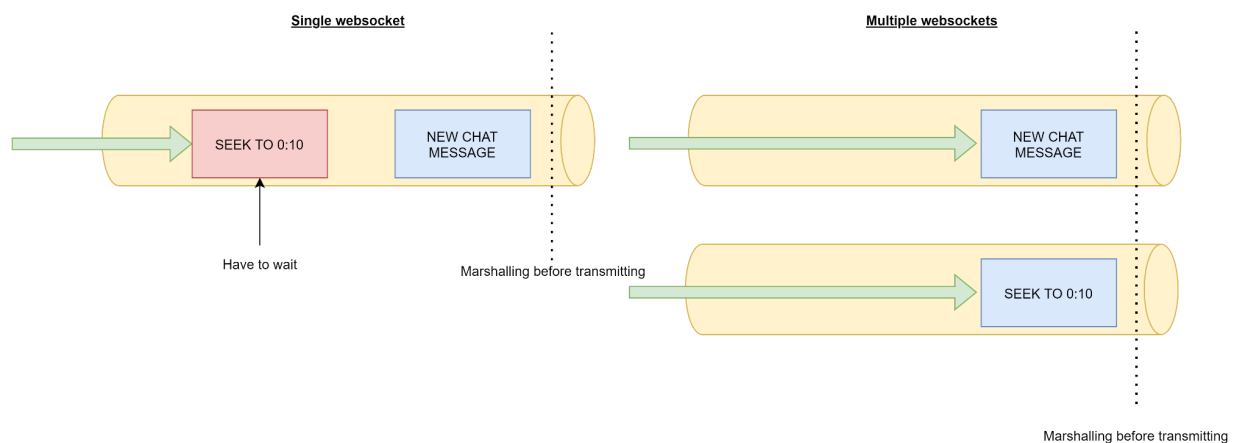 Single websocket
SEEK TO 0:10
NEW CHAT
MESSAGE
Have to wait
Marshalling before transmitting
Multiple websockets
NEW CHAT
MESSAGE
SEEK TO 0:10
Marshalling before transmitting